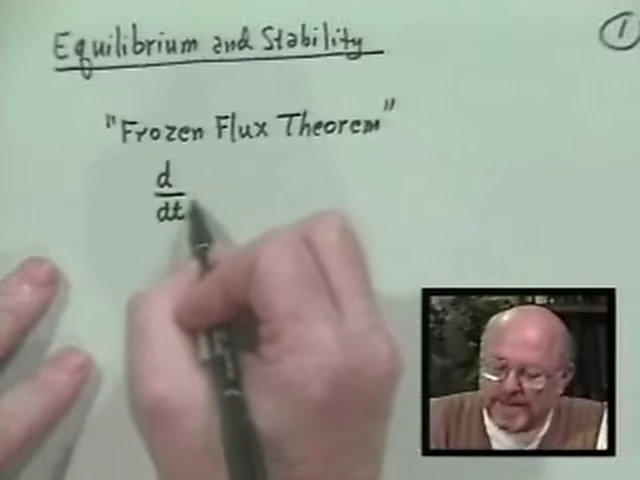 Equilibrium and Stability
1
"Frozen Flux Theorem"
d
dt